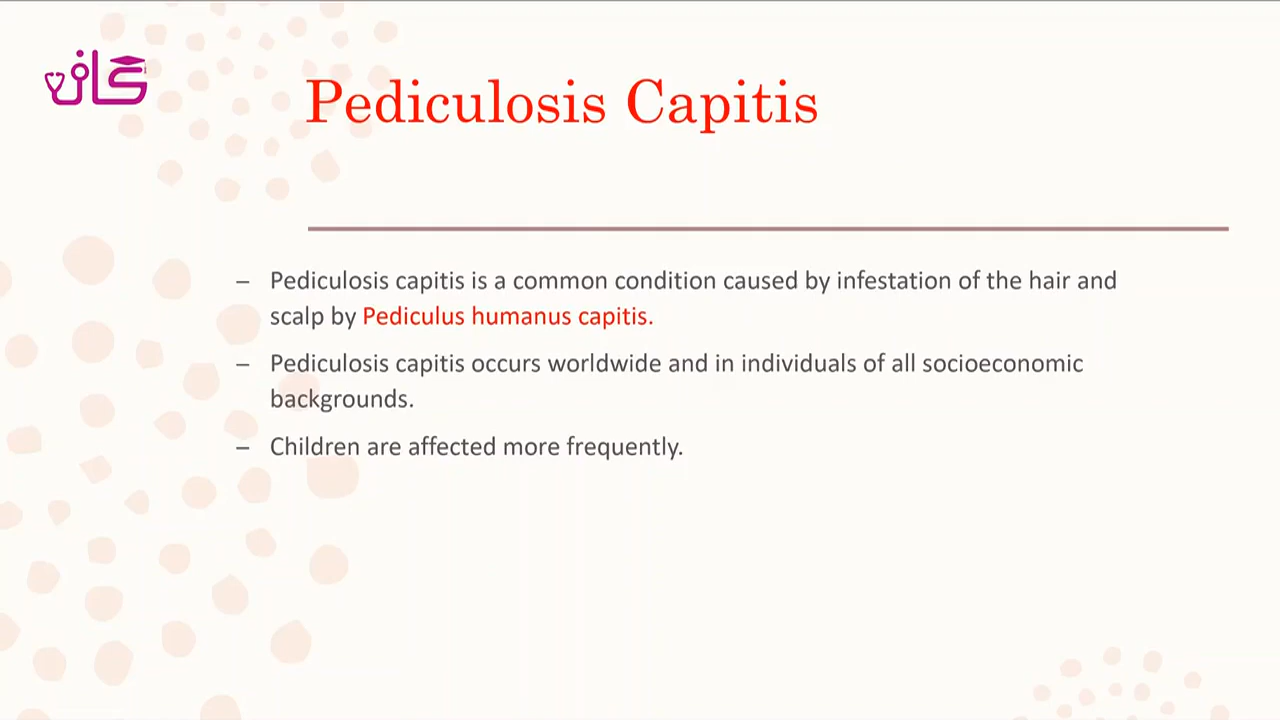 Pediculosis Capitis
– Pediculosis capitis is a common condition caused by infestation of the hair and
scalp by Pediculus humanus capitis.
– Pediculosis capitis occurs worldwide and in individuals of all socioeconomic
backgrounds.
– Children are affected more frequently.